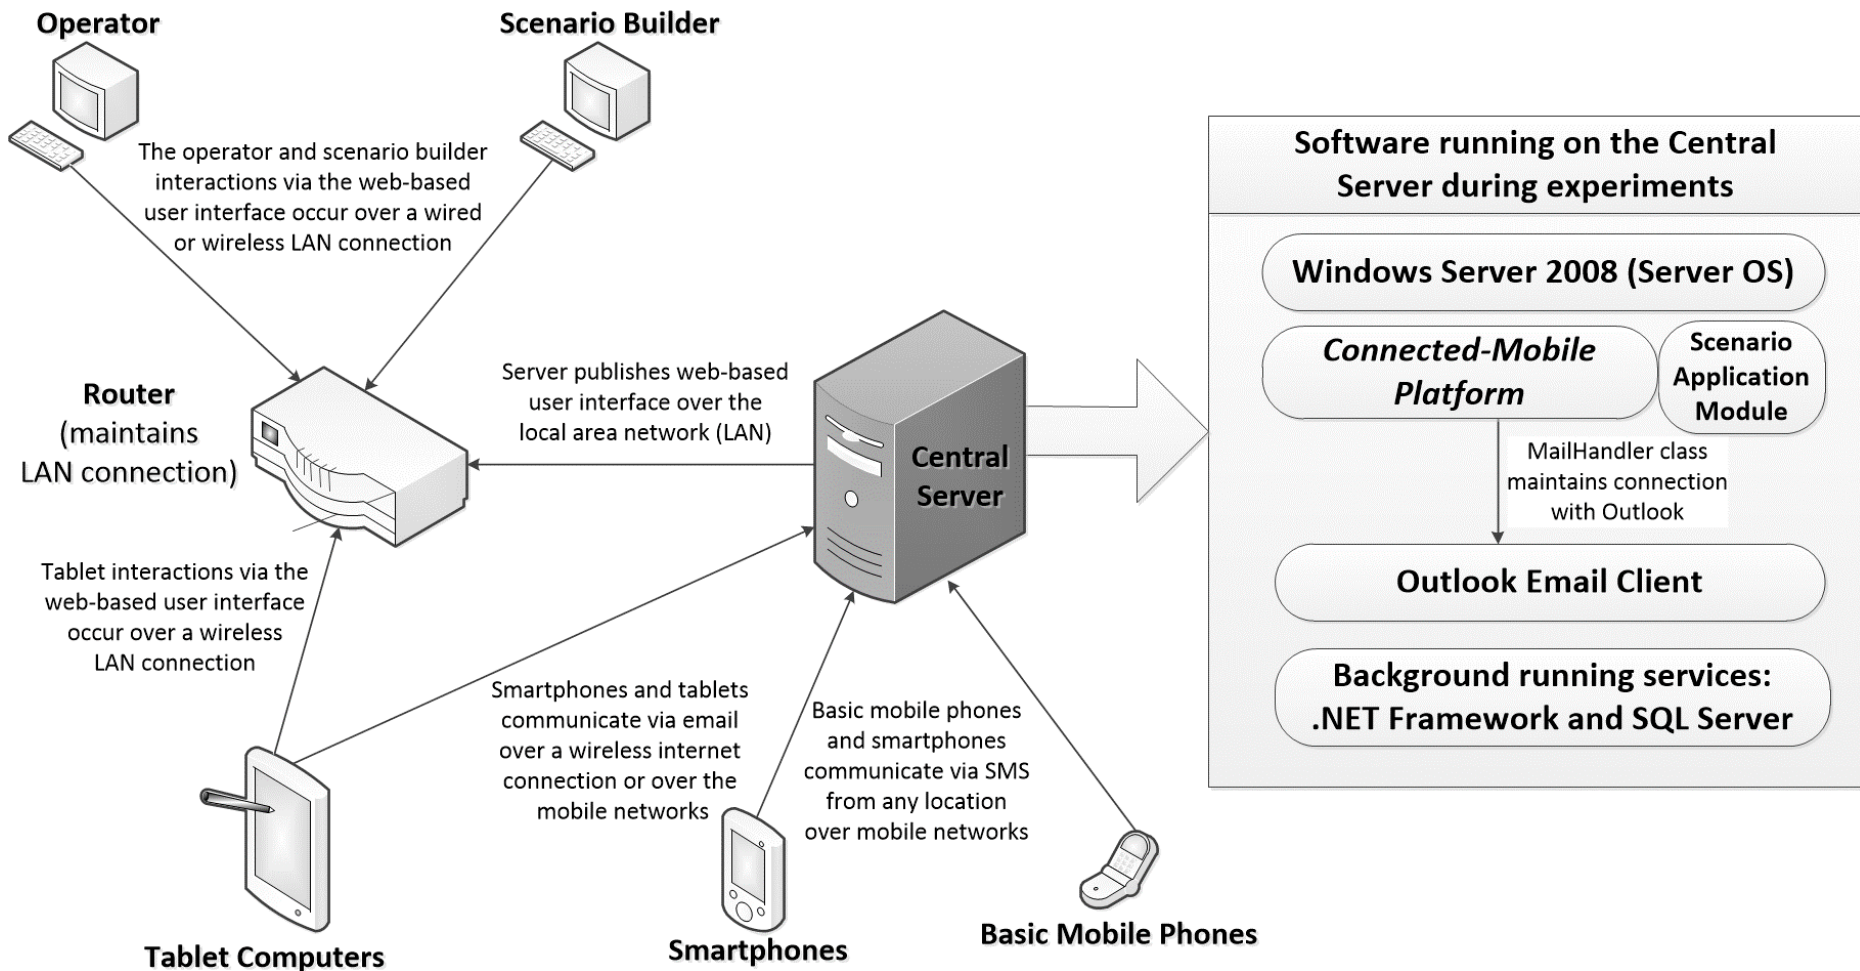 Operator
Scenario Builder
The operator and scenario builder
interactions via the web-based
user interface occur over a wired
or wireless LAN connection
Router
(maintains
LAN connection)
Server publishes web-based
user interface over the
local area network (LAN)
Central
Server
Tablet interactions via the
web-based user interface
occur over a wireless
LAN connection
Smartphones and tablets
communicate via email
over a wireless internet
connection or over the
mobile networks
Basic mobile phones
and smartphones
communicate via SMS
from any location
over mobile networks
Tablet Computers
Smartphones
Basic Mobile Phones
Software running on the Central
Server during experiments
Windows Server 2008 (Server OS)
Connected-Mobile
Platform
Scenario
Application
Module
MailHandler class
maintains connection
with Outlook
Outlook Email Client
Background running services:
.NET Framework and SQL Server